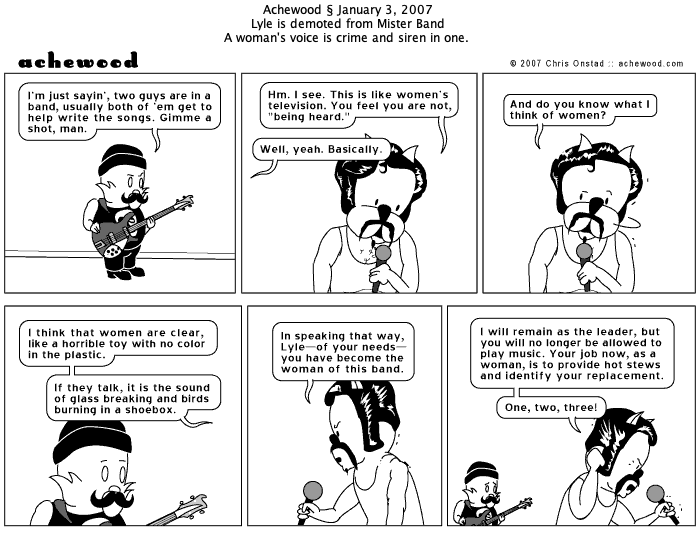 Achewood § January 3, 2007
Lyle is demoted from Mister Band
A woman's voice is crime and siren in one.
achewood
© 2007 Chris Onstad :: achewood.com
I'm just sayin', two guys are in a
band, usually both of 'em get to
help write the songs. Gimme a
shot, man.
Hm. I see. This is like women's
television. You feel you are not,
"being heard."
Well, yeah. Basically.
And do you know what I
think of women?
I think that women are clear,
like a horrible toy with no color
in the plastic.
If they talk, it is the sound
of glass breaking and birds
burning in a shoebox.
In speaking that way,
Lyle—of your needs—
you have become the
woman of this band.
I will remain as the leader, but
you will no longer be allowed to
play music. Your job now, as a
woman, is to provide hot stews
and identify your replacement.
One, two, three!